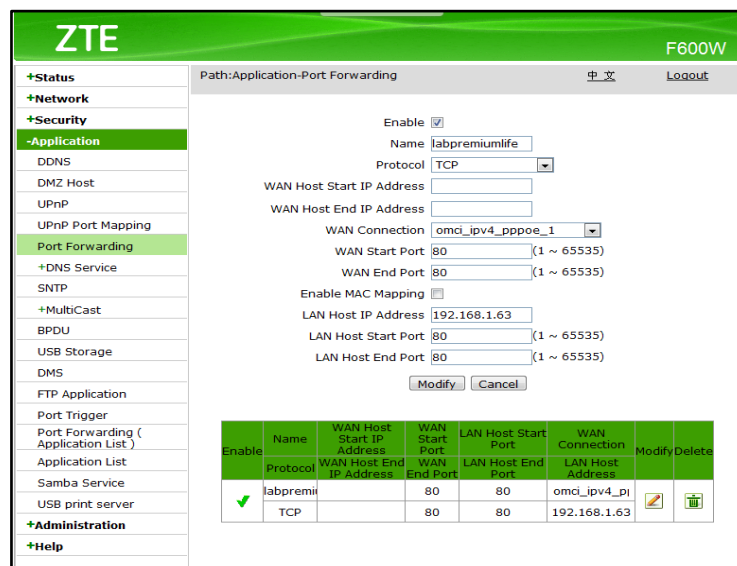 ZTE
F600W
+Status
+Network
+Security
-Application
DDNS
DMZ Host
UPnP
UPnP Port Mapping
Port Forwarding
+DNS Service
SNTP
+MultiCast
BPDU
USB Storage
DMS
FTP Application
Port Trigger
Port Forwarding (
Application List )
Application List
Samba Service
USB print server
+Administration
+Help
Path:Application-Port Forwarding 中 文 Logout
Enable
Name labpremiumlife
Protocol TCP
WAN Host Start IP Address
WAN Host End IP Address
WAN Connection omci_ipv4_pppoe_1
WAN Start Port 80 (1 ~ 65535)
WAN End Port 80 (1 ~ 65535)
Enable MAC Mapping
LAN Host IP Address 192.168.1.63
LAN Host Start Port 80 (1 ~ 65535)
LAN Host End Port 80 (1 ~ 65535)
Modify Cancel
Enable
Name
WAN Host
Start IP
Address
WAN
Start
Port
LAN Host Start
Port
WAN
Connection
Modify
Delete
Protocol
WAN Host End
IP Address
WAN
End Port
LAN Host End
Port
LAN Host
Address
labpremi 80 80 omci_ipv4_p
TCP 80 80 192.168.1.63